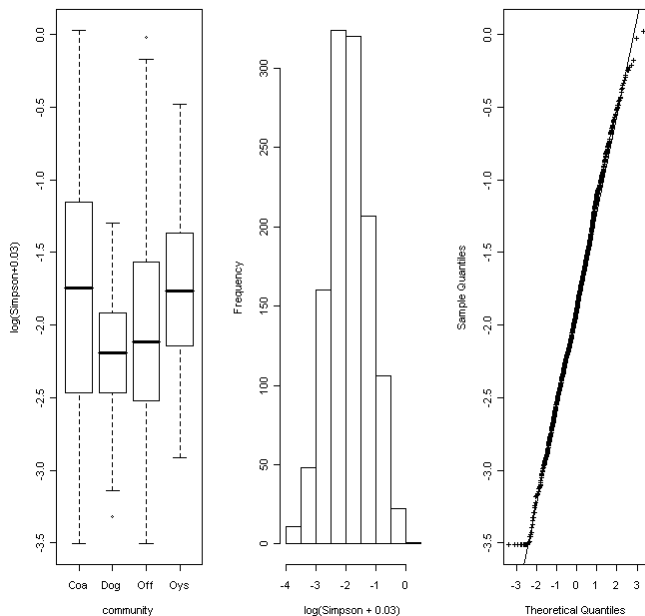 log(Simpson+0.03)
0.0
-0.5
-1.0
-1.5
-2.0
-2.5
-3.0
-3.5
Coa Dog Off Oys
community
Frequency
300
250
200
150
100
50
0
-4 -3 -2 -1 0
log(Simpson + 0.03)
Sample Quantiles
0.0
-0.5
-1.0
-1.5
-2.0
-2.5
-3.0
-3.5
-3 -2 -1 0 1 2 3
Theoretical Quantiles